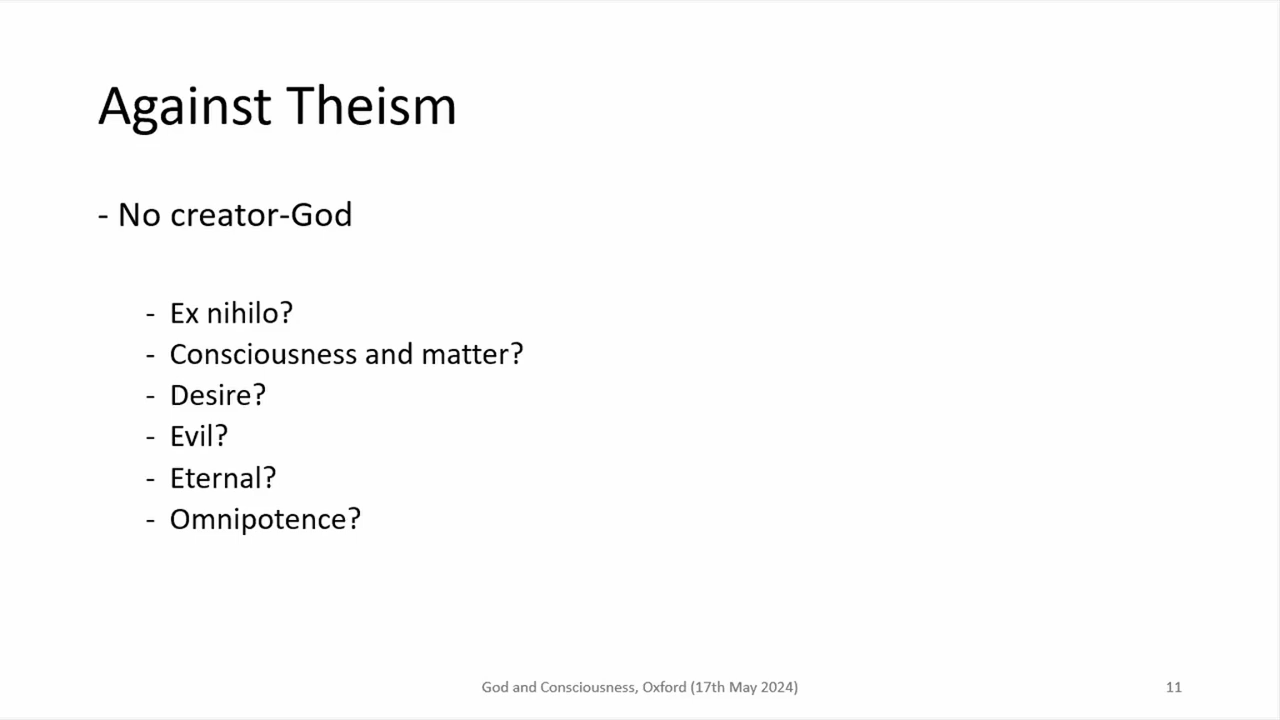 Against Theism
- No creator-God
- Ex nihilo?
- Consciousness and matter?
- Desire?
- Evil?
- Eternal?
- Omnipotence?
God and Consciousness, Oxford (17th May 2024)
11